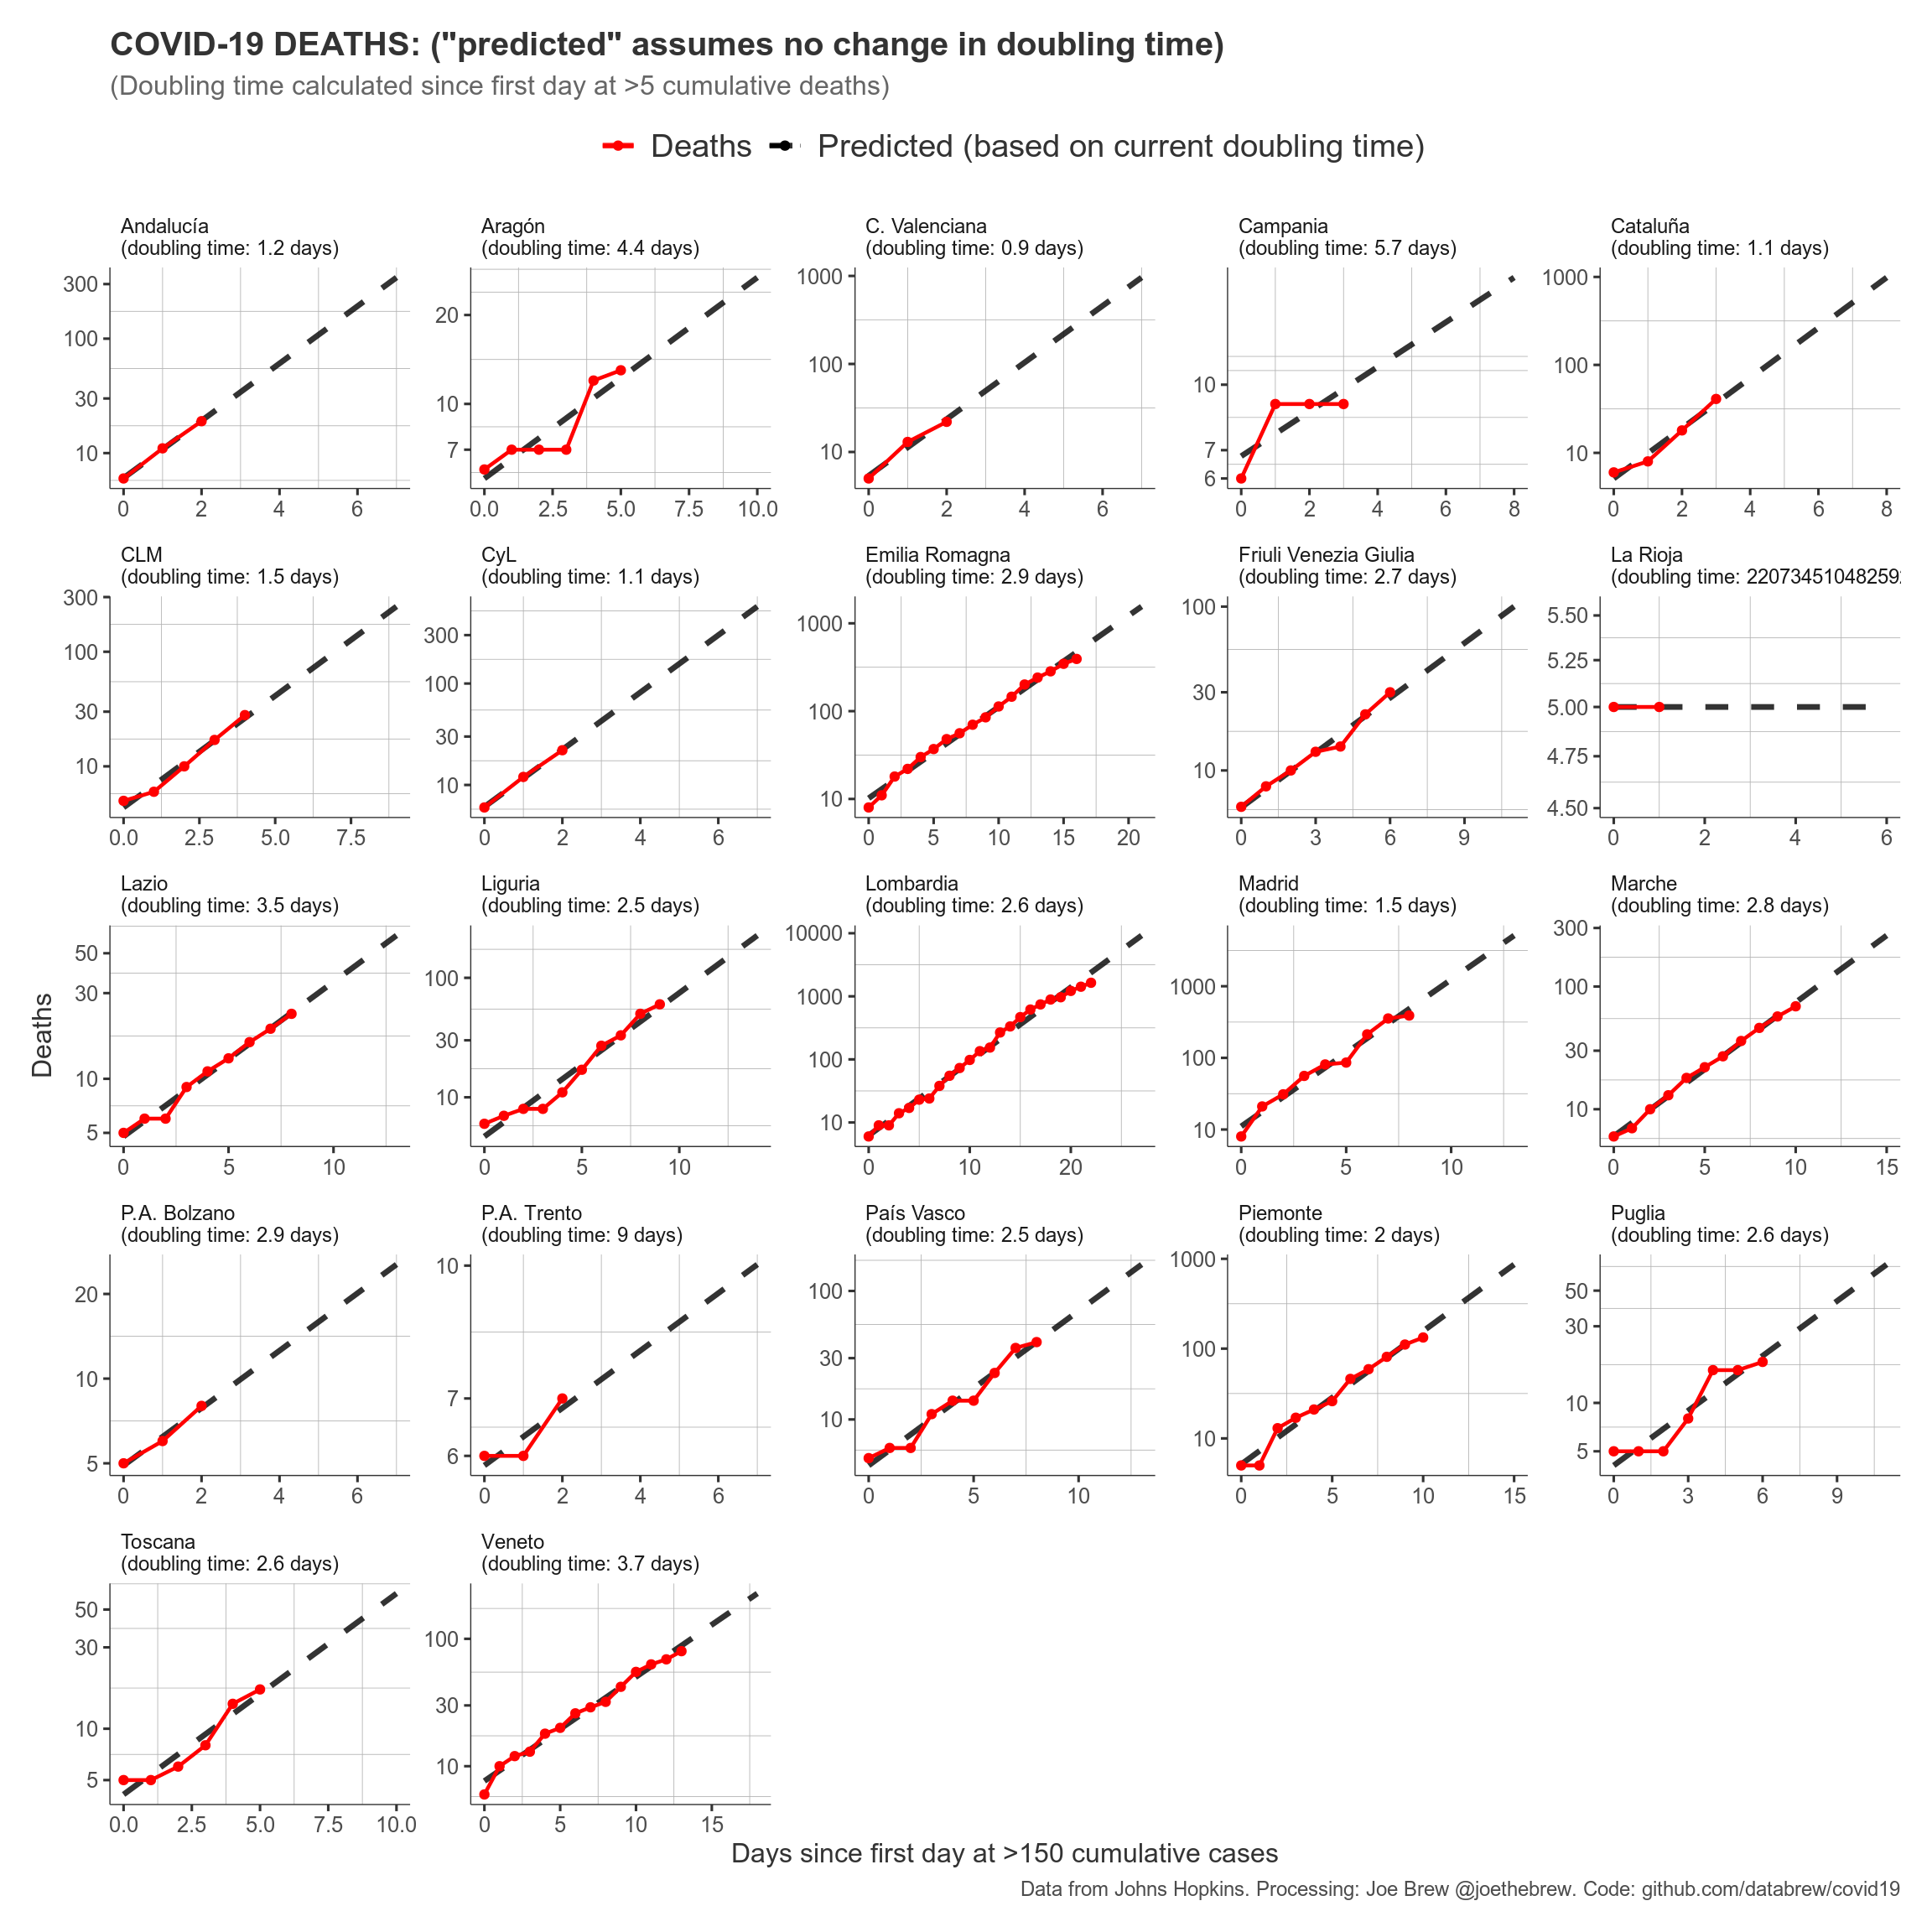 COVID-19 DEATHS: ("predicted" assumes no change in doubling time)
(Doubling time calculated since first day at >5 cumulative deaths)
Deaths Predicted (based on current doubling time)
Andalucía
(doubling time: 1.2 days)
300
100
30
10
0 2 4 6
Aragón
(doubling time: 4.4 days)
20
10
7
0.0 2.5 5.0 7.5 10.0
C. Valenciana
(doubling time: 0.9 days)
1000
100
10
0 2 4 6
Campania
(doubling time: 5.7 days)
10
7
6
0 2 4 6 8
Cataluña
(doubling time: 1.1 days)
1000
100
10
0 2 4 6 8
CLM
(doubling time: 1.5 days)
300
100
30
10
0.0 2.5 5.0 7.5
CyL
(doubling time: 1.1 days)
300
100
30
10
0 2 4 6
Emilia Romagna
(doubling time: 2.9 days)
1000
100
10
0 5 10 15 20
Friuli Venezia Giulia
(doubling time: 2.7 days)
100
30
10
0 3 6 9
La Rioja
(doubling time: 220734510482592
5.50
5.25
5.00
4.75
4.50
0 2 4 6
Deaths
Lazio
(doubling time: 3.5 days)
50
30
10
5
0 5 10
Liguria
(doubling time: 2.5 days)
100
30
10
0 5 10
Lombardia
(doubling time: 2.6 days)
10000
1000
100
10
0 10 20
Madrid
(doubling time: 1.5 days)
1000
100
10
0 5 10
Marche
(doubling time: 2.8 days)
300
100
30
10
0 5 10 15
P.A. Bolzano
(doubling time: 2.9 days)
20
10
5
0 2 4 6
P.A. Trento
(doubling time: 9 days)
10
7
6
0 2 4 6
País Vasco
(doubling time: 2.5 days)
100
30
10
0 5 10
Piemonte
(doubling time: 2 days)
1000
100
10
0 5 10 15
Puglia
(doubling time: 2.6 days)
50
30
10
5
0 3 6 9
Toscana
(doubling time: 2.6 days)
50
30
10
5
0.0 2.5 5.0 7.5 10.0
Veneto
(doubling time: 3.7 days)
100
30
10
0 5 10 15
Days since first day at >150 cumulative cases
Data from Johns Hopkins. Processing: Joe Brew @joethebrew. Code: github.com/databrew/covid19